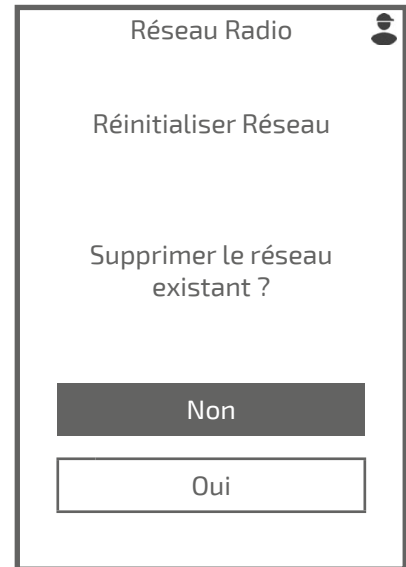 Réseau Radio
Réinitialiser Réseau
Supprimer le réseau
existant ?
Non
Oui